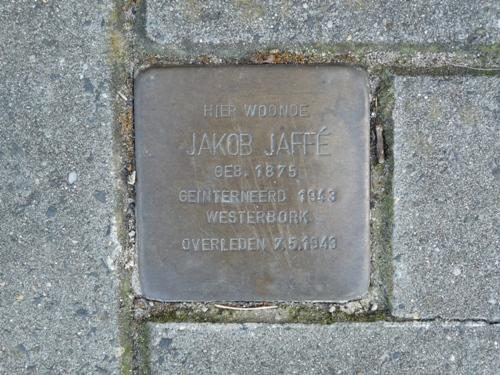 HIER WOONDE
JAKOB JAFFÉ
GEB. 1875
GEINTERNEERD 1943
WESTERBORK
OVERLEDEN 7.5.1943